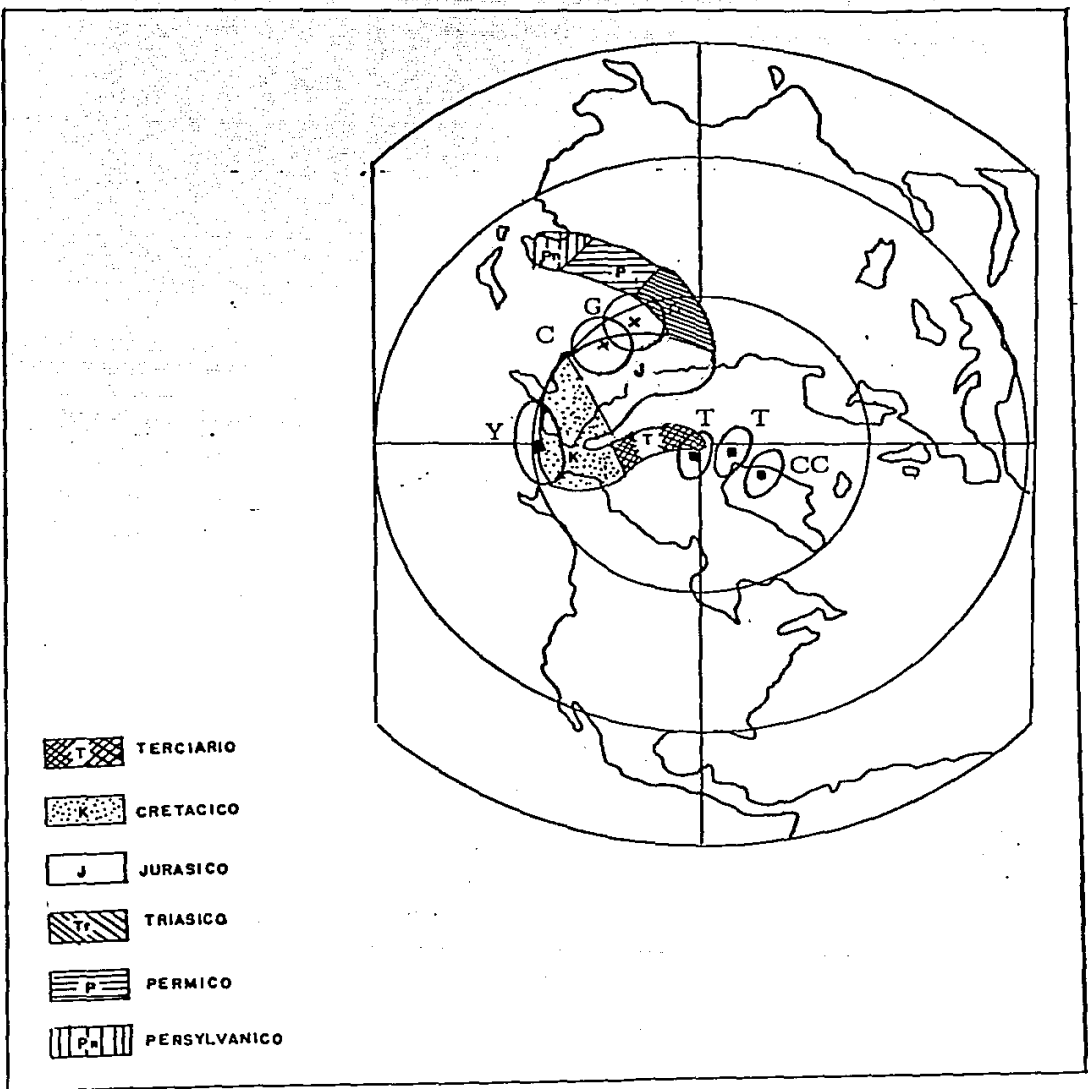 Pn
P
G
C
J
Y
T
T
T
K
CC
T TERCIARIO
K CRETACICO
J JURASICO
Tr TRIASICO
P PERMICO
Pn PERSYLVANICO